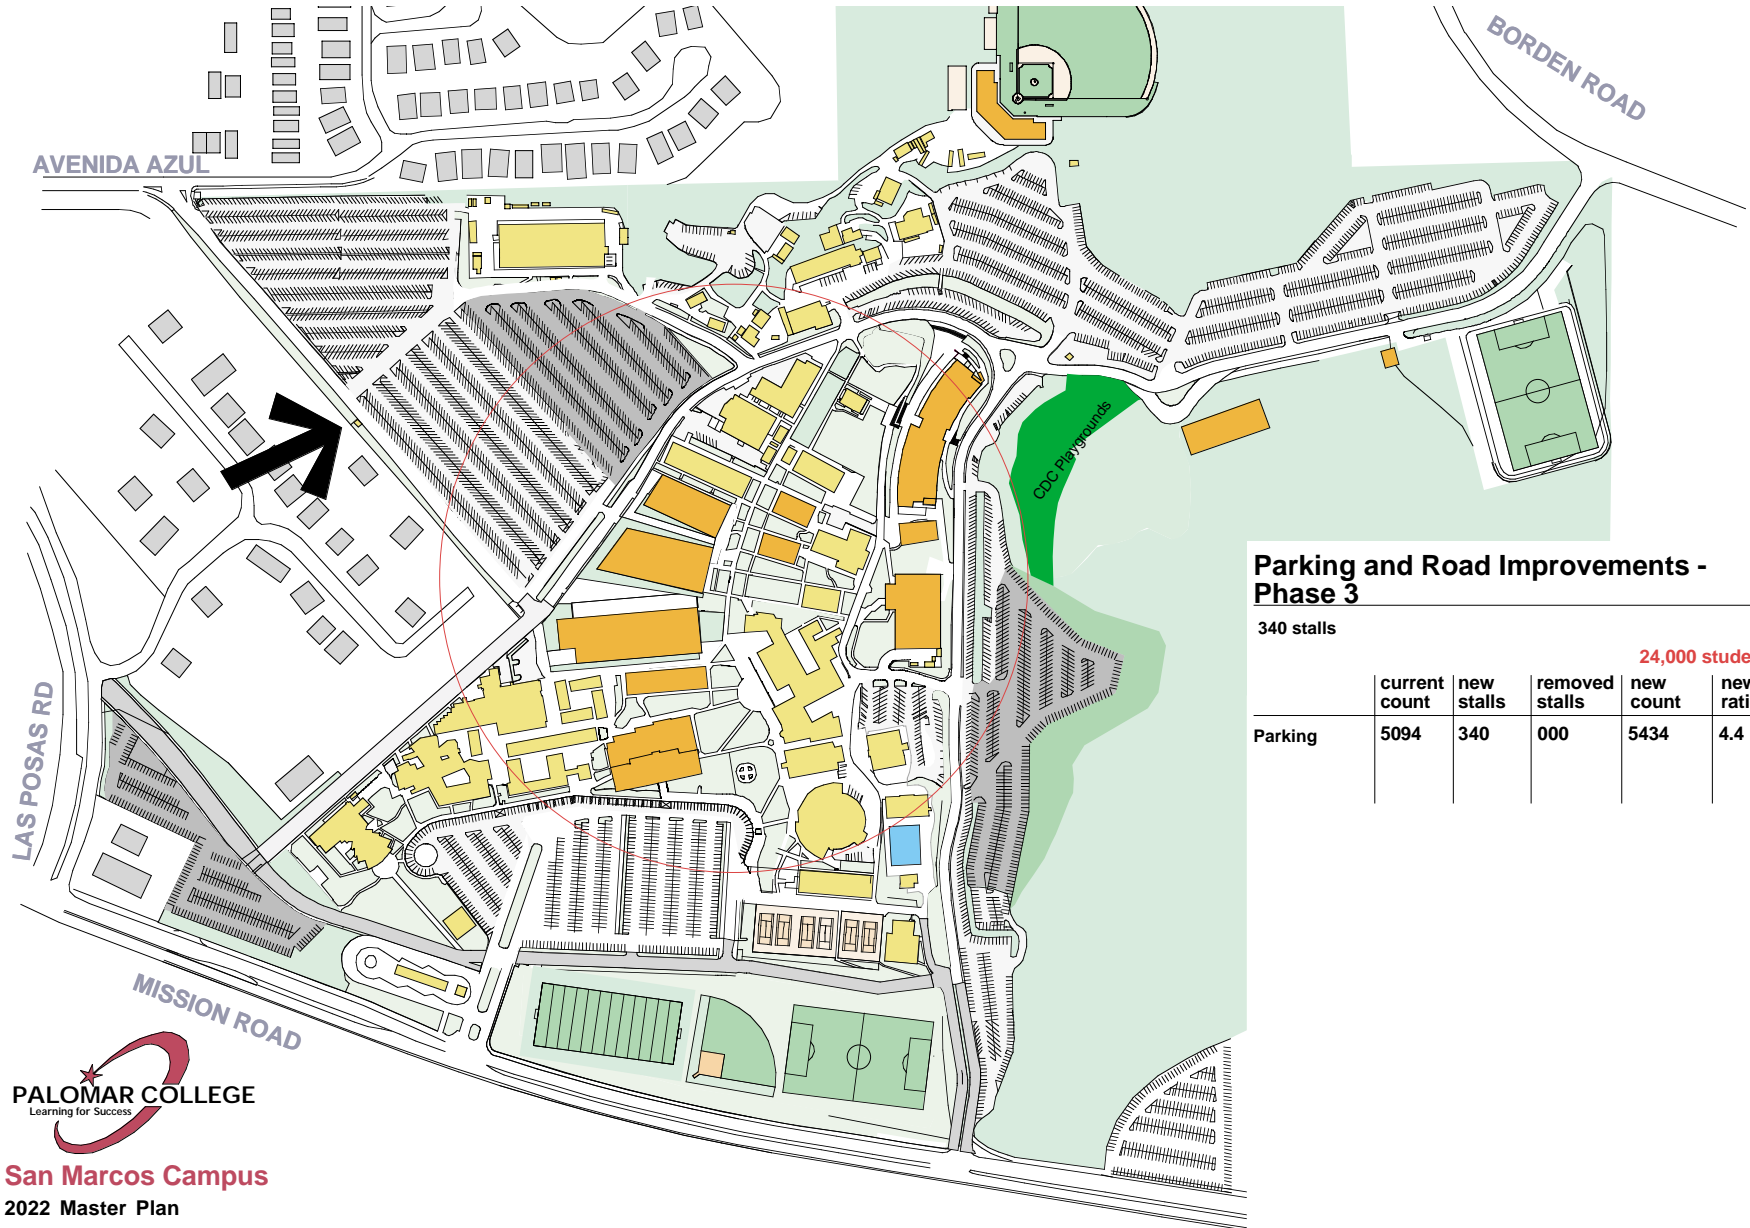 BORDEN ROAD
AVENIDA AZUL
CDC Playgrounds
LAS POSAS RD
MISSION ROAD
Parking and Road Improvements -
Phase 3
340 stalls
24,000 stude
current count new stalls removed stalls new count new rati
Parking 5094 340 000 5434 4.4
PALOMAR COLLEGE
Learning for Success
San Marcos Campus
2022 Master Plan